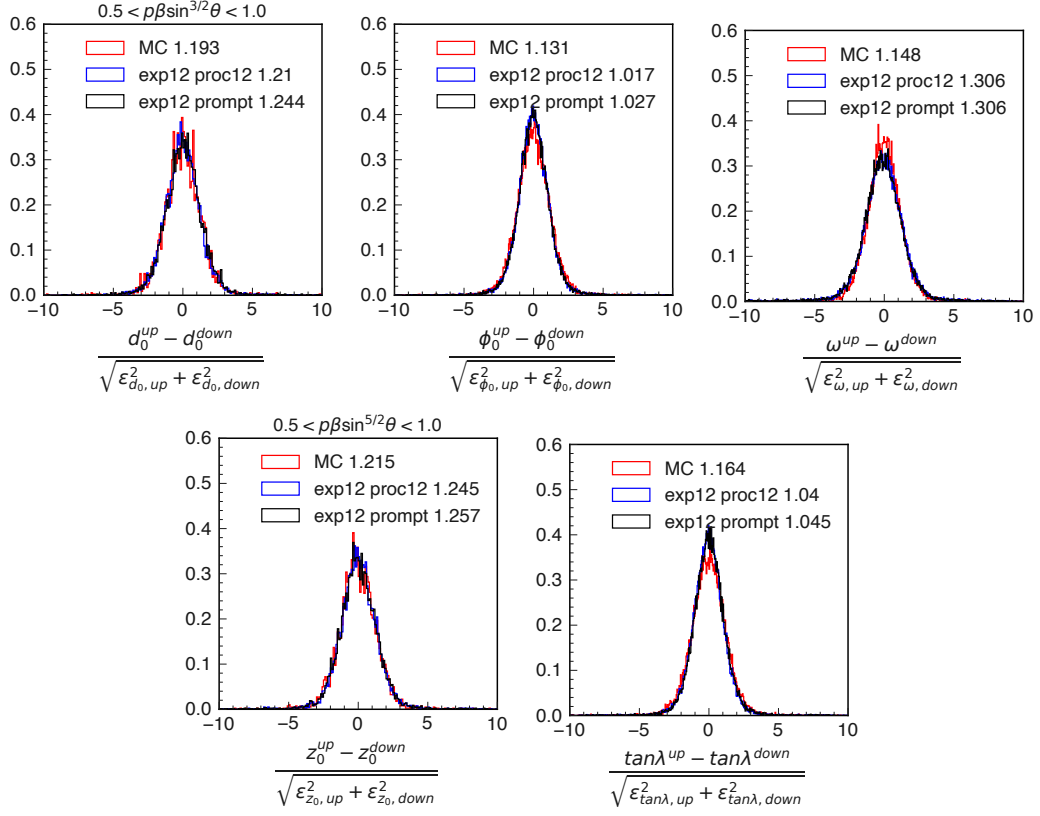 0.5 < pβsin^{3/2}θ < 1.0
0.6
0.5
0.4
0.3
0.2
0.1
0.0
MC 1.193
exp12 proc12 1.21
exp12 prompt 1.244
−10 −5 0 5 10
d_0^{up} − d_0^{down}
√(ε²_{d_0, up} + ε²_{d_0, down})
0.6
0.5
0.4
0.3
0.2
0.1
0.0
MC 1.131
exp12 proc12 1.017
exp12 prompt 1.027
−10 −5 0 5 10
ϕ_0^{up} − ϕ_0^{down}
√(ε²_{ϕ_0, up} + ε²_{ϕ_0, down})
0.6
0.5
0.4
0.3
0.2
0.1
0.0
MC 1.148
exp12 proc12 1.306
exp12 prompt 1.306
−10 −5 0 5 10
ω^{up} − ω^{down}
√(ε²_{ω, up} + ε²_{ω, down})
0.5 < pβsin^{5/2}θ < 1.0
0.6
0.5
0.4
0.3
0.2
0.1
0.0
MC 1.215
exp12 proc12 1.245
exp12 prompt 1.257
−10 −5 0 5 10
z_0^{up} − z_0^{down}
√(ε²_{z_0, up} + ε²_{z_0, down})
0.6
0.5
0.4
0.3
0.2
0.1
0.0
MC 1.164
exp12 proc12 1.04
exp12 prompt 1.045
−10 −5 0 5 10
tanλ^{up} − tanλ^{down}
√(ε²_{tanλ, up} + ε²_{tanλ, down})